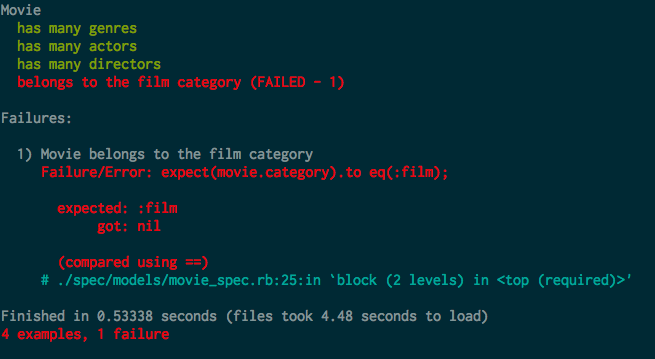 Movie
has many genres
has many actors
has many directors
belongs to the film category (FAILED - 1)
Failures:
1) Movie belongs to the film category
Failure/Error: expect(movie.category).to eq(:film);
expected: :film
got: nil
(compared using ==)
# ./spec/models/movie_spec.rb:25:in `block (2 levels) in <top (required)>'
Finished in 0.53338 seconds (files took 4.48 seconds to load)
4 examples, 1 failure